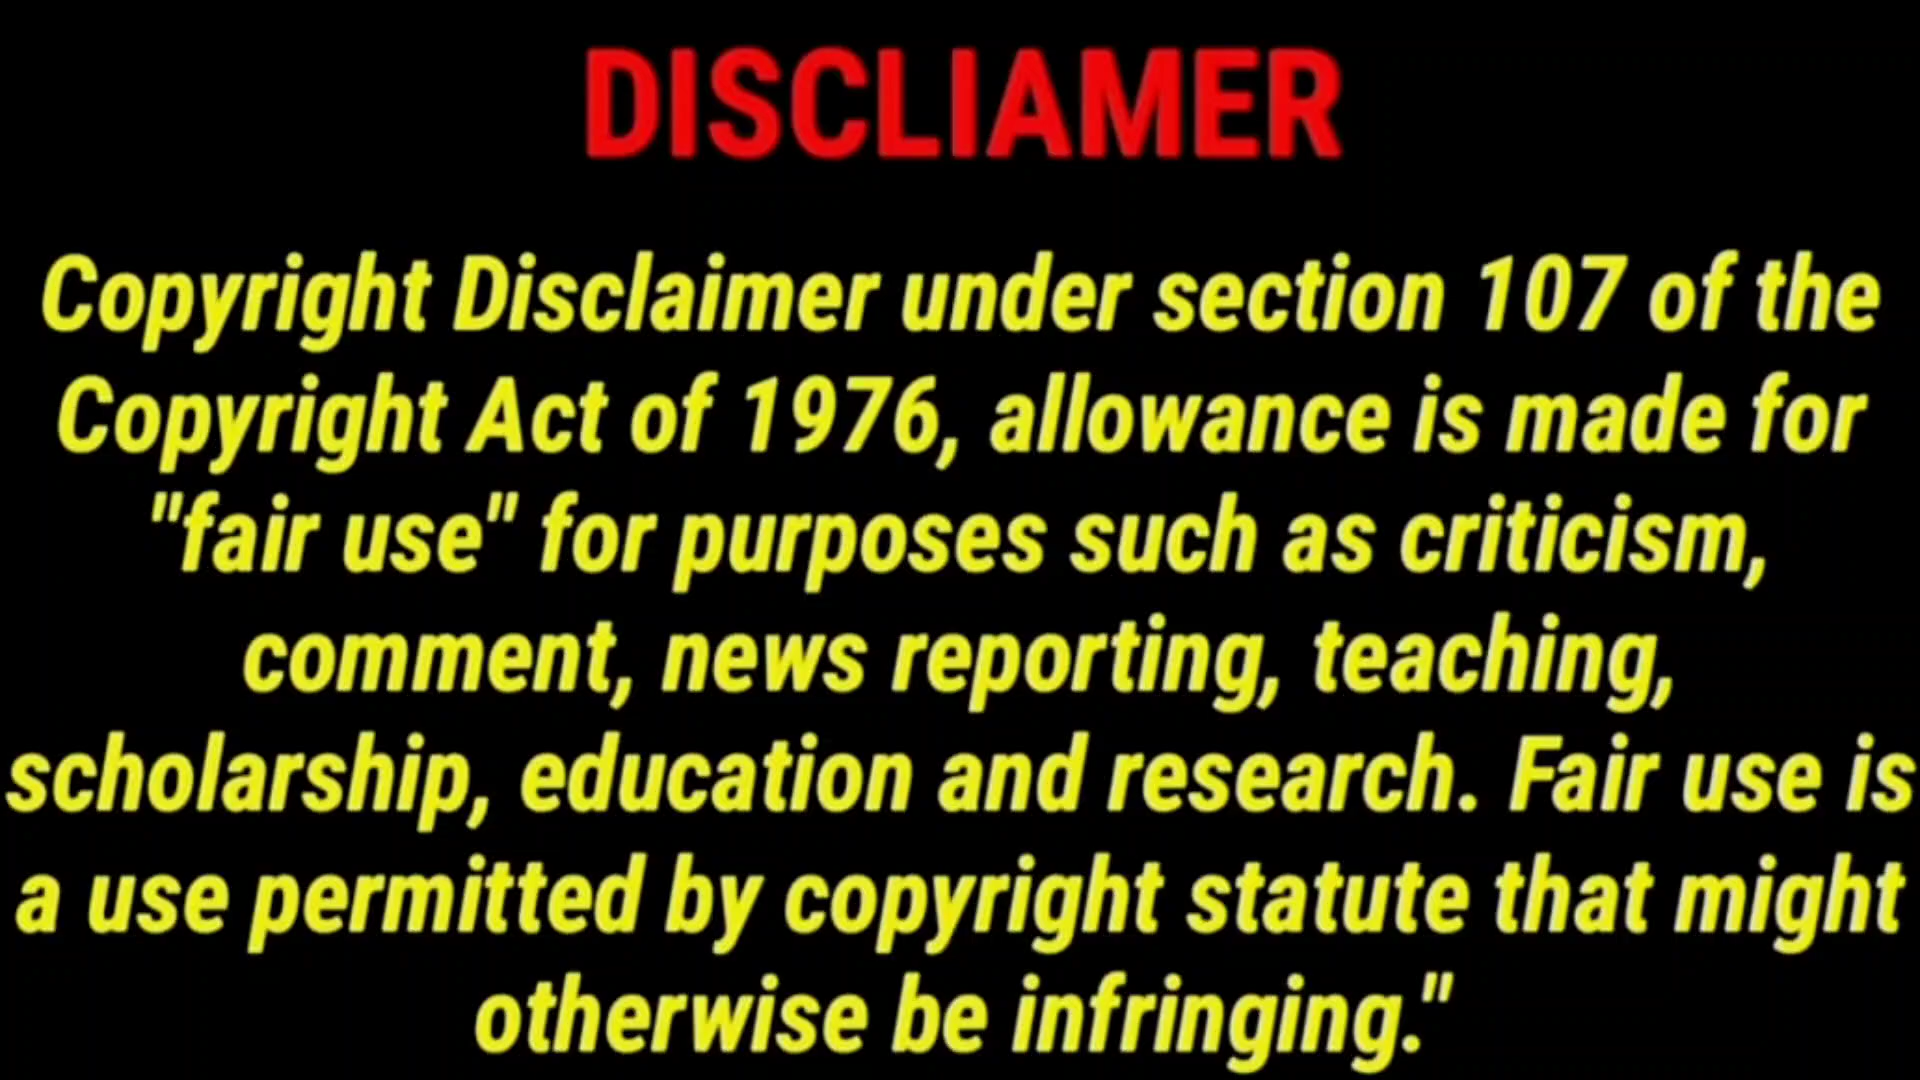 DISCLIAMER
Copyright Disclaimer under section 107 of the
Copyright Act of 1976, allowance is made for
"fair use" for purposes such as criticism,
comment, news reporting, teaching,
scholarship, education and research. Fair use is
a use permitted by copyright statute that might
otherwise be infringing."